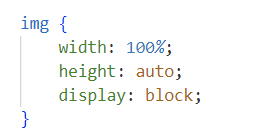 img {
    width: 100%;
    height: auto;
    display: block;
}